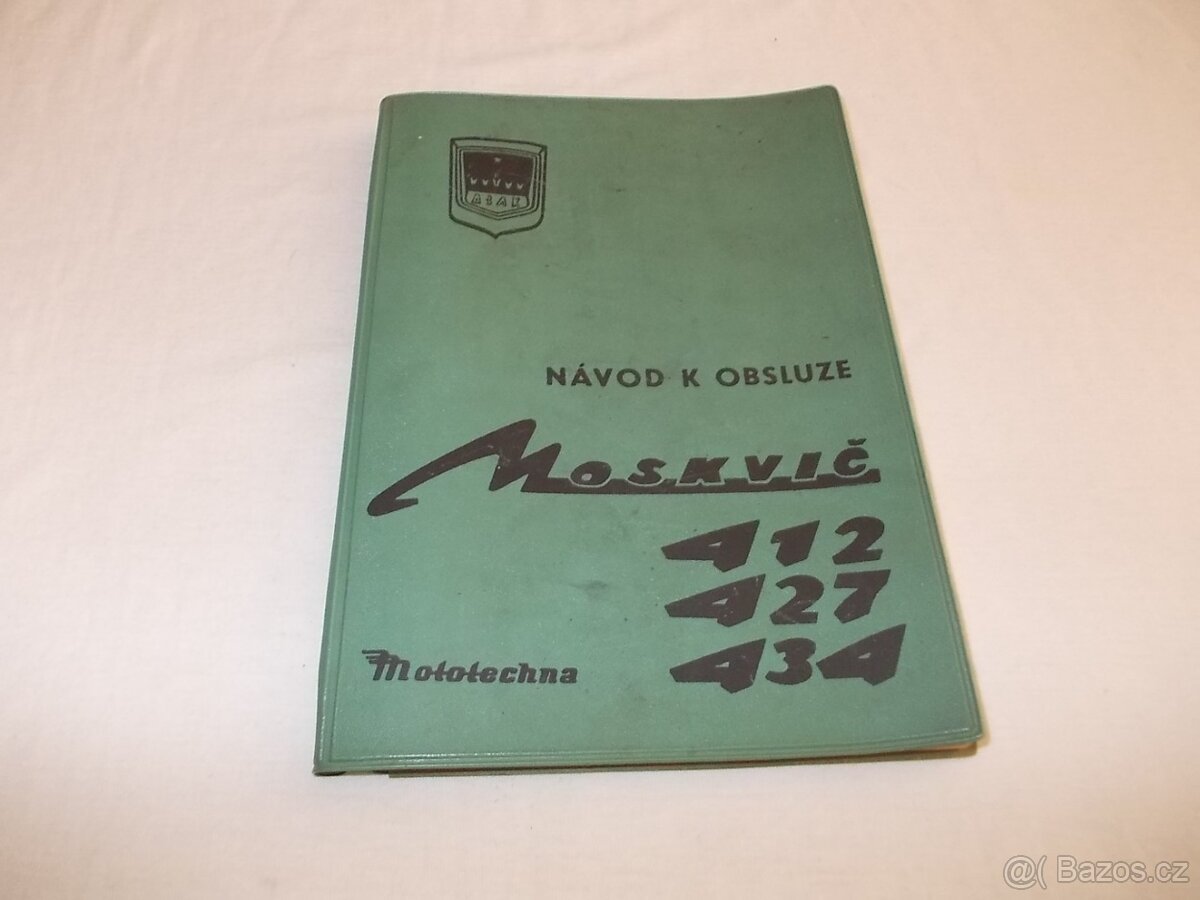 АЗЛК
NÁVOD K OBSLUZE
Moskvič
412
427
434
Mototechna
@( Bazos.cz